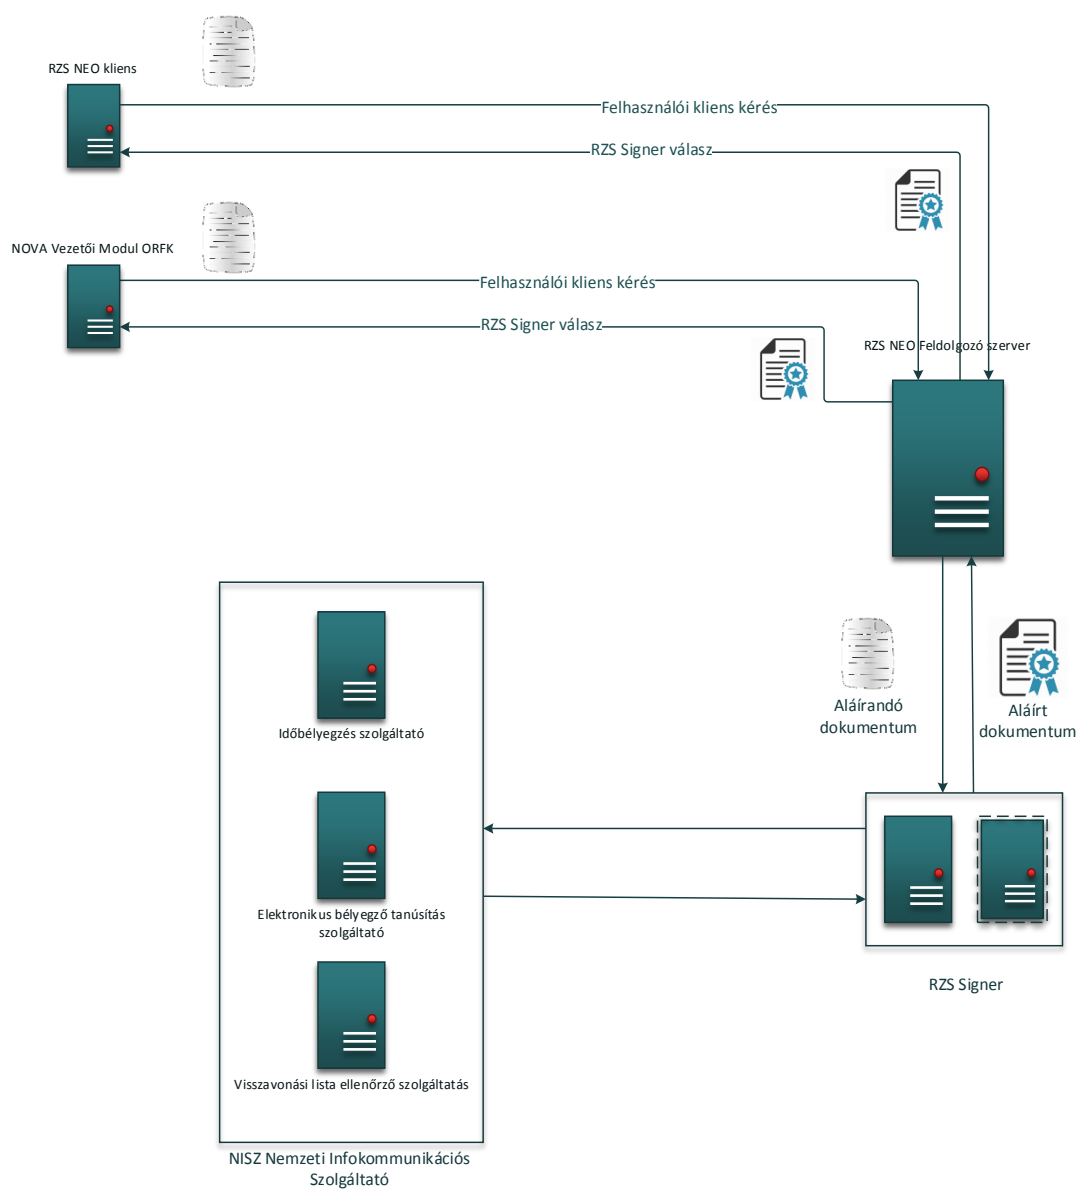 RZS NEO kliens
Felhasználói kliens kérés
RZS Signer válasz
NOVA Vezetői Modul ORFK
Felhasználói kliens kérés
RZS Signer válasz
RZS NEO Feldolgozó szerver
Aláírandó
dokumentum
Aláírt
dokumentum
Időbélyegzés szolgáltató
Elektronikus bélyegző tanúsítás
szolgáltató
RZS Signer
Visszavonási lista ellenőrző szolgáltatás
NISZ Nemzeti Infokommunikációs
Szolgáltató